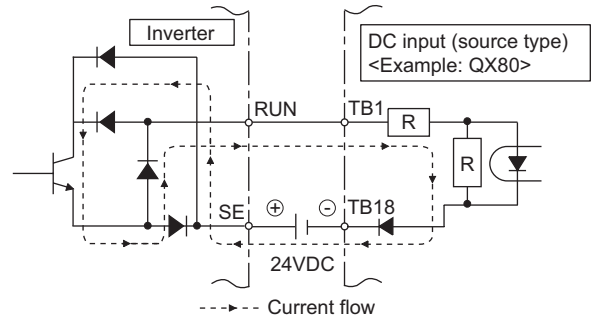 Inverter
DC input (source type)
<Example: QX80>
RUN
TB1
R
R
SE
+
-
TB18
24VDC
Current flow